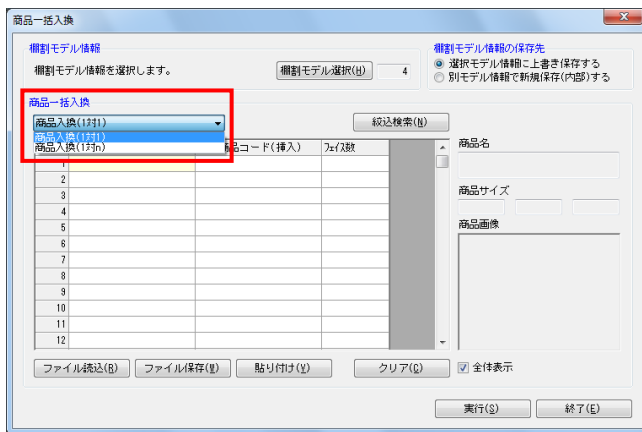 商品一括入換
棚割モデル情報
棚割モデル情報を選択します。
棚割モデル選択(H)
4
棚割モデル情報の保存先
選択モデル情報に上書き保存する
別モデル情報で新規保存(内部)する
商品一括入換
商品入換(1対1)
絞込検索(N)
商品入換(1対1)
商品入換(1対n)
品コード(挿入)
フェイス数
1
2
3
4
5
6
7
8
9
10
11
12
商品名
商品サイズ
商品画像
ファイル読込(R)
ファイル保存(W)
貼り付け(V)
クリア(C)
全体表示
実行(S)
終了(E)